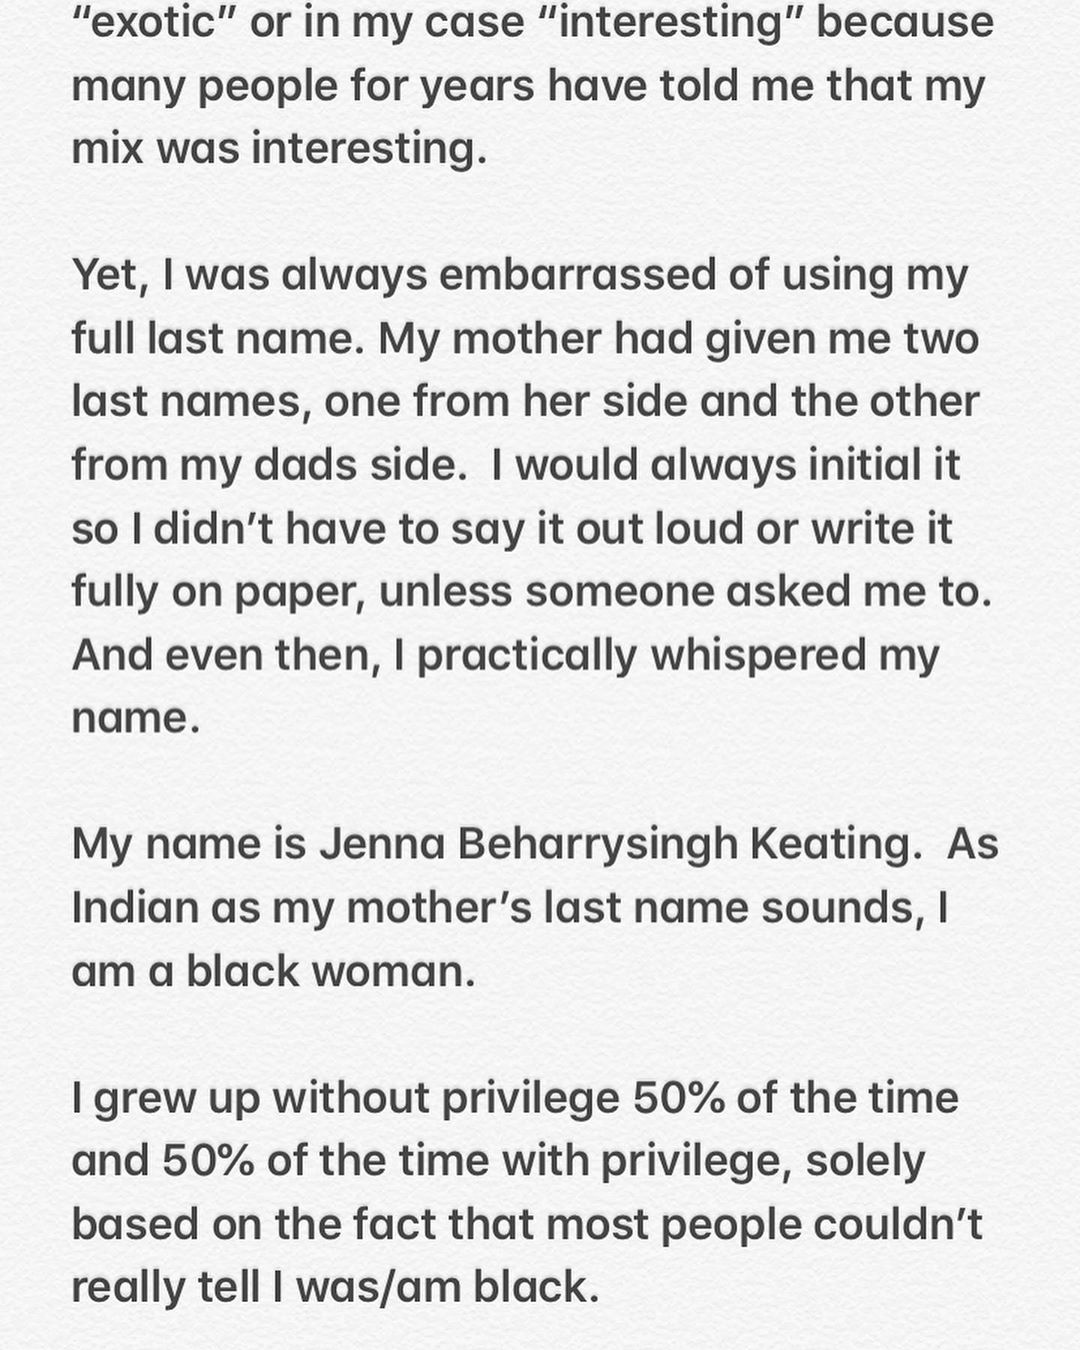 “exotic” or in my case “interesting” because
many people for years have told me that my
mix was interesting.
Yet, I was always embarrassed of using my
full last name. My mother had given me two
last names, one from her side and the other
from my dads side.  I would always initial it
so I didn’t have to say it out loud or write it
fully on paper, unless someone asked me to.
And even then, I practically whispered my
name.
My name is Jenna Beharrysingh Keating.  As
Indian as my mother’s last name sounds, I
am a black woman.
I grew up without privilege 50% of the time
and 50% of the time with privilege, solely
based on the fact that most people couldn’t
really tell I was/am black.